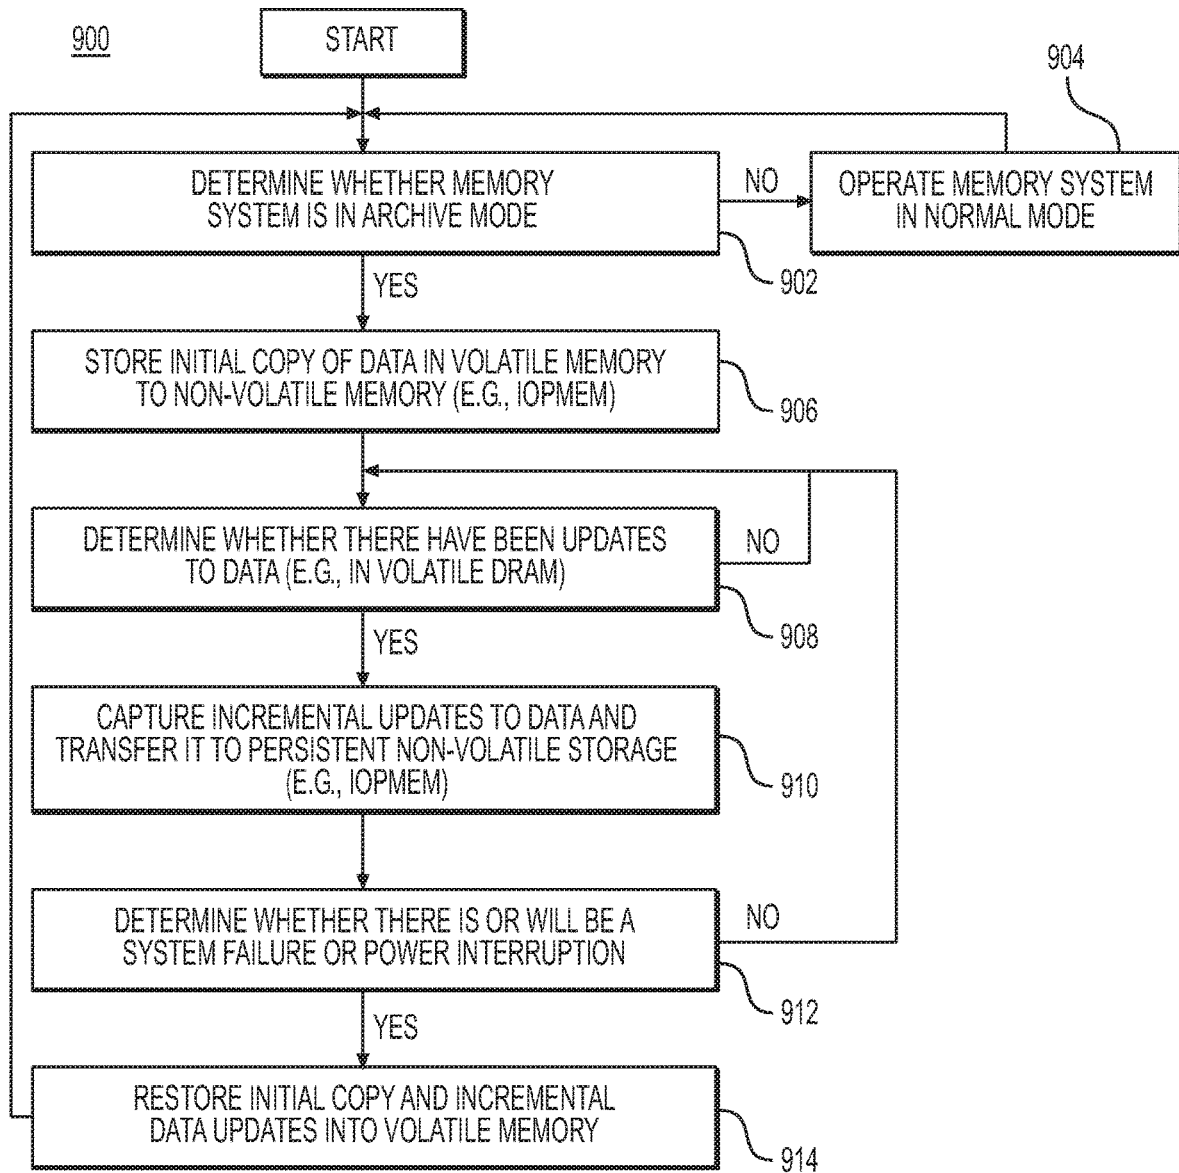 900
START
904
DETERMINE WHETHER MEMORY
SYSTEM IS IN ARCHIVE MODE
NO
OPERATE MEMORY SYSTEM
IN NORMAL MODE
902
YES
STORE INITIAL COPY OF DATA IN VOLATILE MEMORY
TO NON-VOLATILE MEMORY (E.G., IOPMEM)
906
DETERMINE WHETHER THERE HAVE BEEN UPDATES
TO DATA (E.G., IN VOLATILE DRAM)
NO
908
YES
CAPTURE INCREMENTAL UPDATES TO DATA AND
TRANSFER IT TO PERSISTENT NON-VOLATILE STORAGE
(E.G., IOPMEM)
910
DETERMINE WHETHER THERE IS OR WILL BE A
SYSTEM FAILURE OR POWER INTERRUPTION
NO
912
YES
RESTORE INITIAL COPY AND INCREMENTAL
DATA UPDATES INTO VOLATILE MEMORY
914